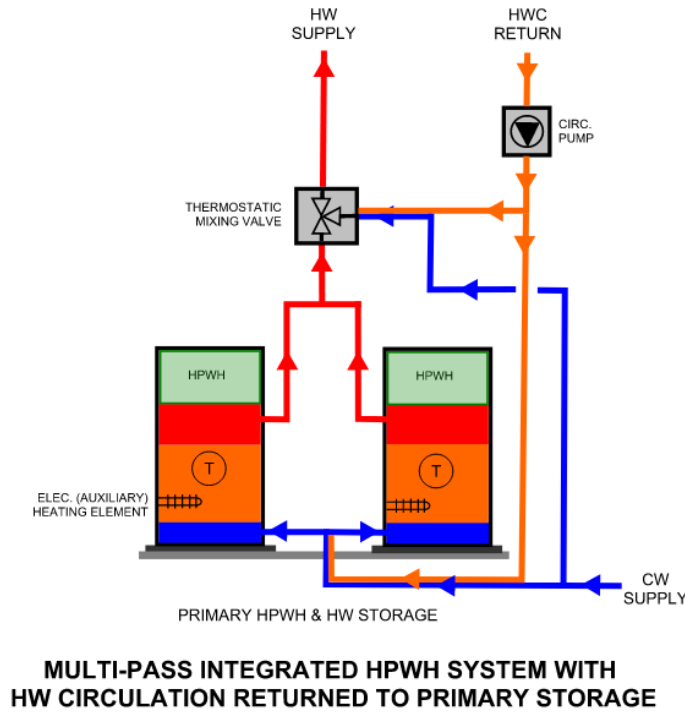 HW
SUPPLY
HWC
RETURN
CIRC.
PUMP
THERMOSTATIC
MIXING VALVE
HPWH
HPWH
T
T
ELEC. (AUXILIARY)
HEATING ELEMENT
CW
SUPPLY
PRIMARY HPWH & HW STORAGE
MULTI-PASS INTEGRATED HPWH SYSTEM WITH
HW CIRCULATION RETURNED TO PRIMARY STORAGE